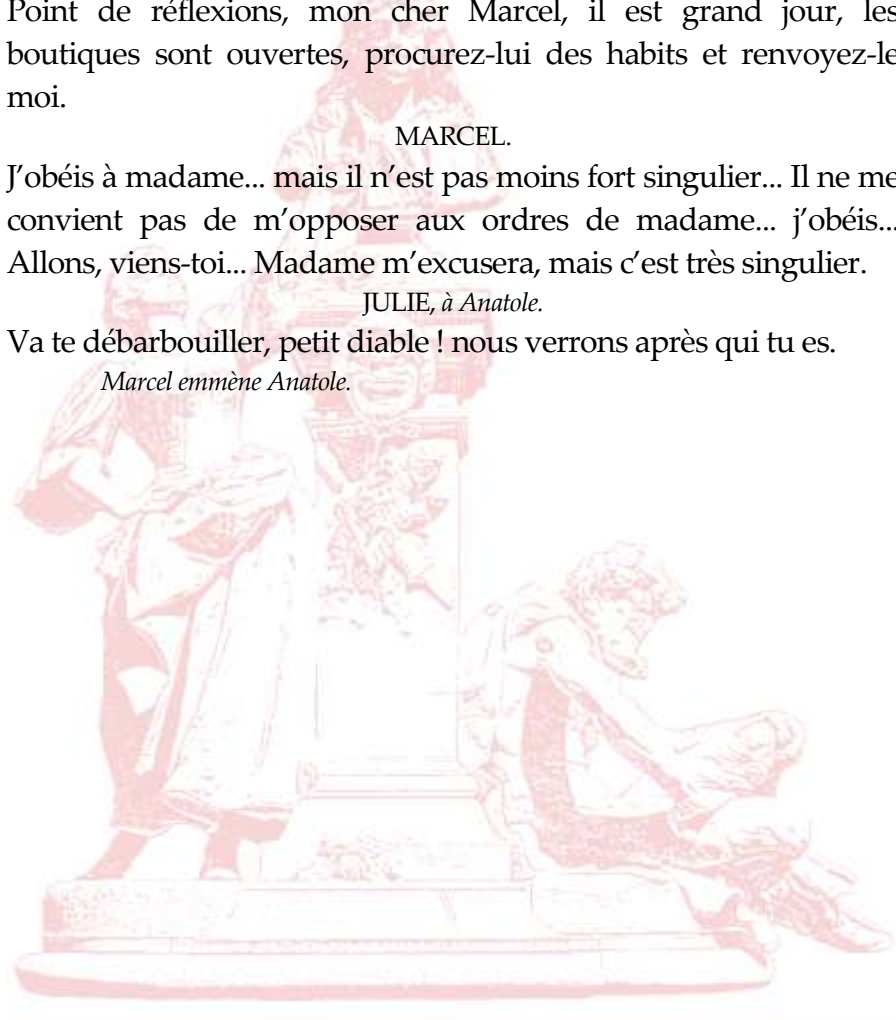 Point de réflexions, mon cher Marcel, il est grand jour, les
boutiques sont ouvertes, procurez-lui des habits et renvoyez-le
moi.
MARCEL.
J’obéis à madame... mais il n’est pas moins fort singulier... Il ne me
convient pas de m’opposer aux ordres de madame... j’obéis...
Allons, viens-toi... Madame m’excusera, mais c’est très singulier.
JULIE, à Anatole.
Va te débarbouiller, petit diable ! nous verrons après qui tu es.
Marcel emmène Anatole.